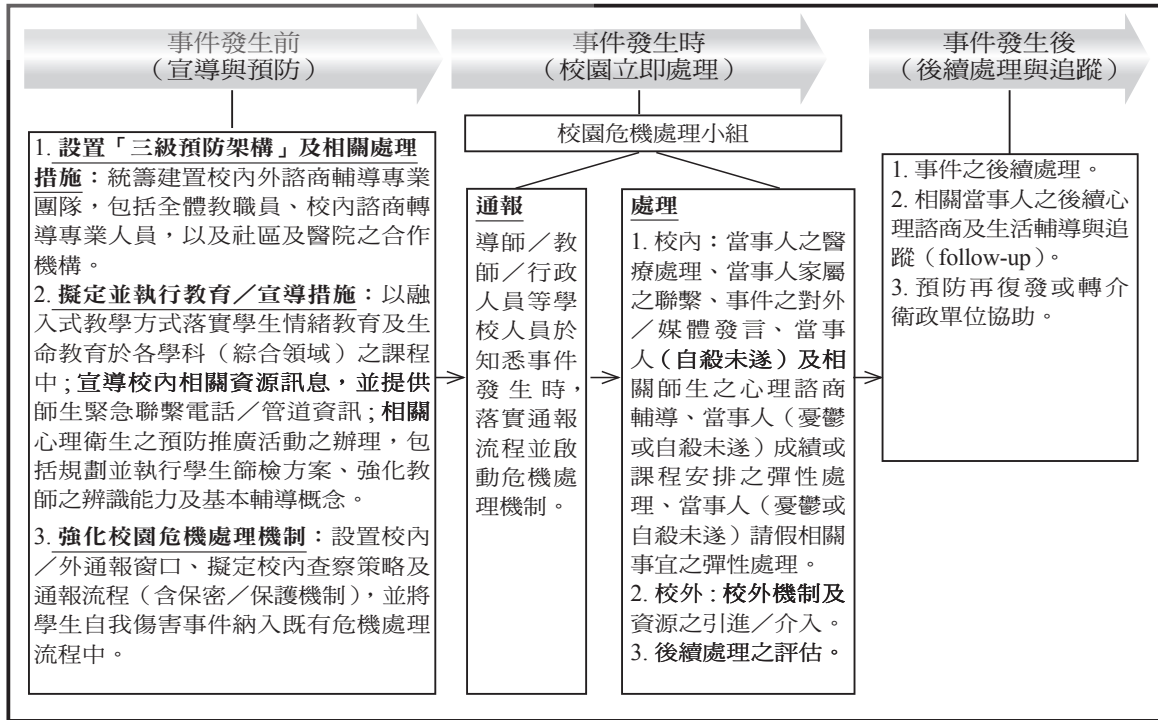 事件發生前
（宣導與預防）
事件發生時
（校園立即處理）
事件發生後
（後續處理與追蹤）
1. 設置「三級預防架構」及相關處理
措施：統籌建置校內外諮商輔導專業
團隊，包括全體教職員、校內諮商轉
導專業人員，以及社區及醫院之合作
機構。
2. 擬定並執行教育／宣導措施：以融
入式教學方式落實學生情緒教育及生
命教育於各學科（綜合領域）之課程
中；宣導校內相關資源訊息，並提供
師生緊急聯繫電話／管道資訊；相關
心理衛生之預防推廣活動之辦理，包
括規劃並執行學生篩檢方案、強化教
師之辨識能力及基本輔導概念。
3. 強化校園危機處理機制：設置校內
／外通報窗口、擬定校內查察策略及
通報流程（含保密／保護機制），並將
學生自我傷害事件納入既有危機處理
流程中。
校園危機處理小組
通報
導師／教
師／行政
人員等學
校人員於
知悉事件
發生時，
落實通報
流程並啟
動危機處
理機制。
處理
1. 校內：當事人之醫
療處理、當事人家屬
之聯繫、事件之對外
／媒體發言、當事
人（自殺未遂）及相
關師生之心理諮商
輔導、當事人（憂鬱
或自殺未遂）成績或
課程安排之彈性處
理、當事人（憂鬱或
自殺未遂）請假相關
事宜之彈性處理。
2. 校外：校外機制及
資源之引進／介入。
3. 後續處理之評估。
1. 事件之後續處理。
2. 相關當事人之後續心
理諮商及生活輔導與追
蹤（follow-up）。
3. 預防再復發或轉介
衛政單位協助。